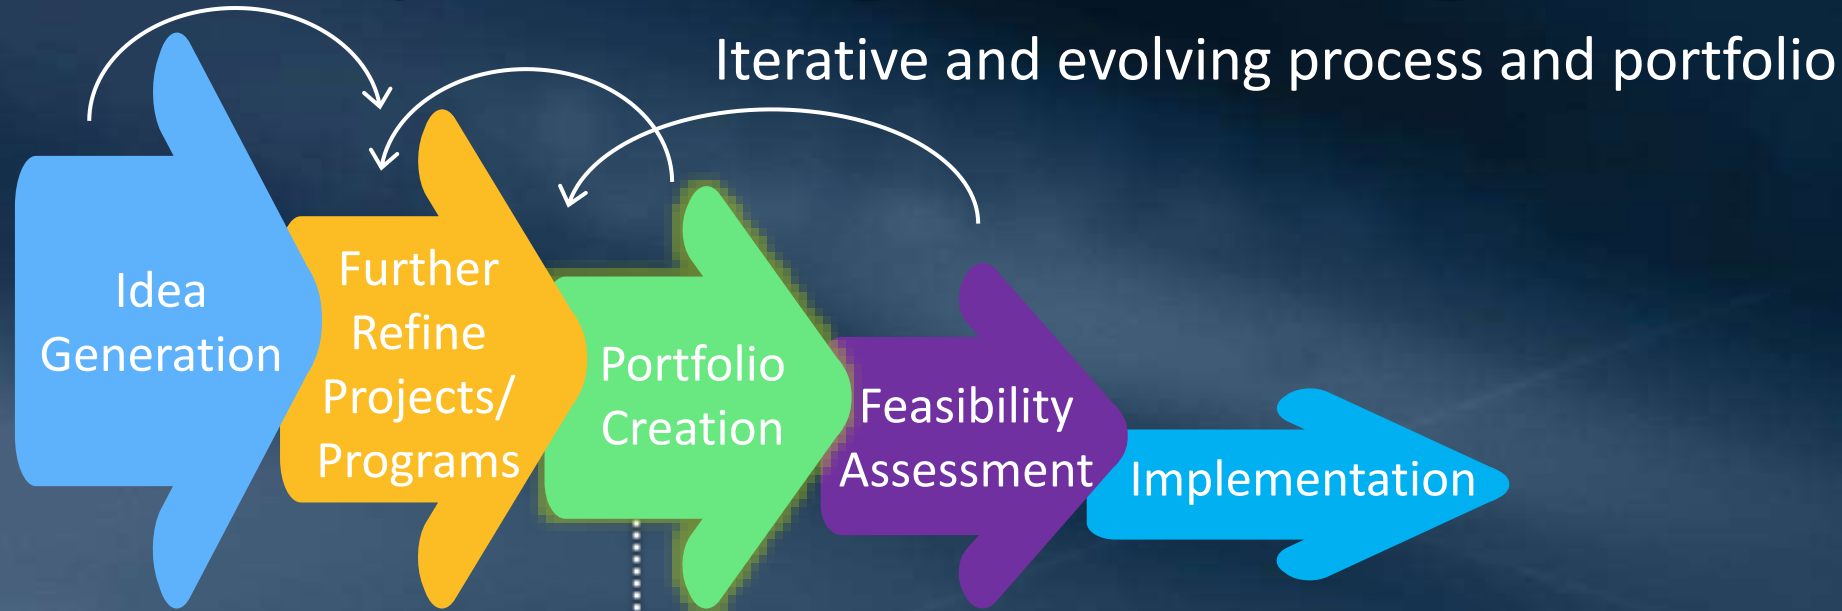 Iterative and evolving process and portfolio
Idea
Generation
Further
Refine
Projects/
Programs
Portfolio
Creation
Feasibility
Assessment
Implementation